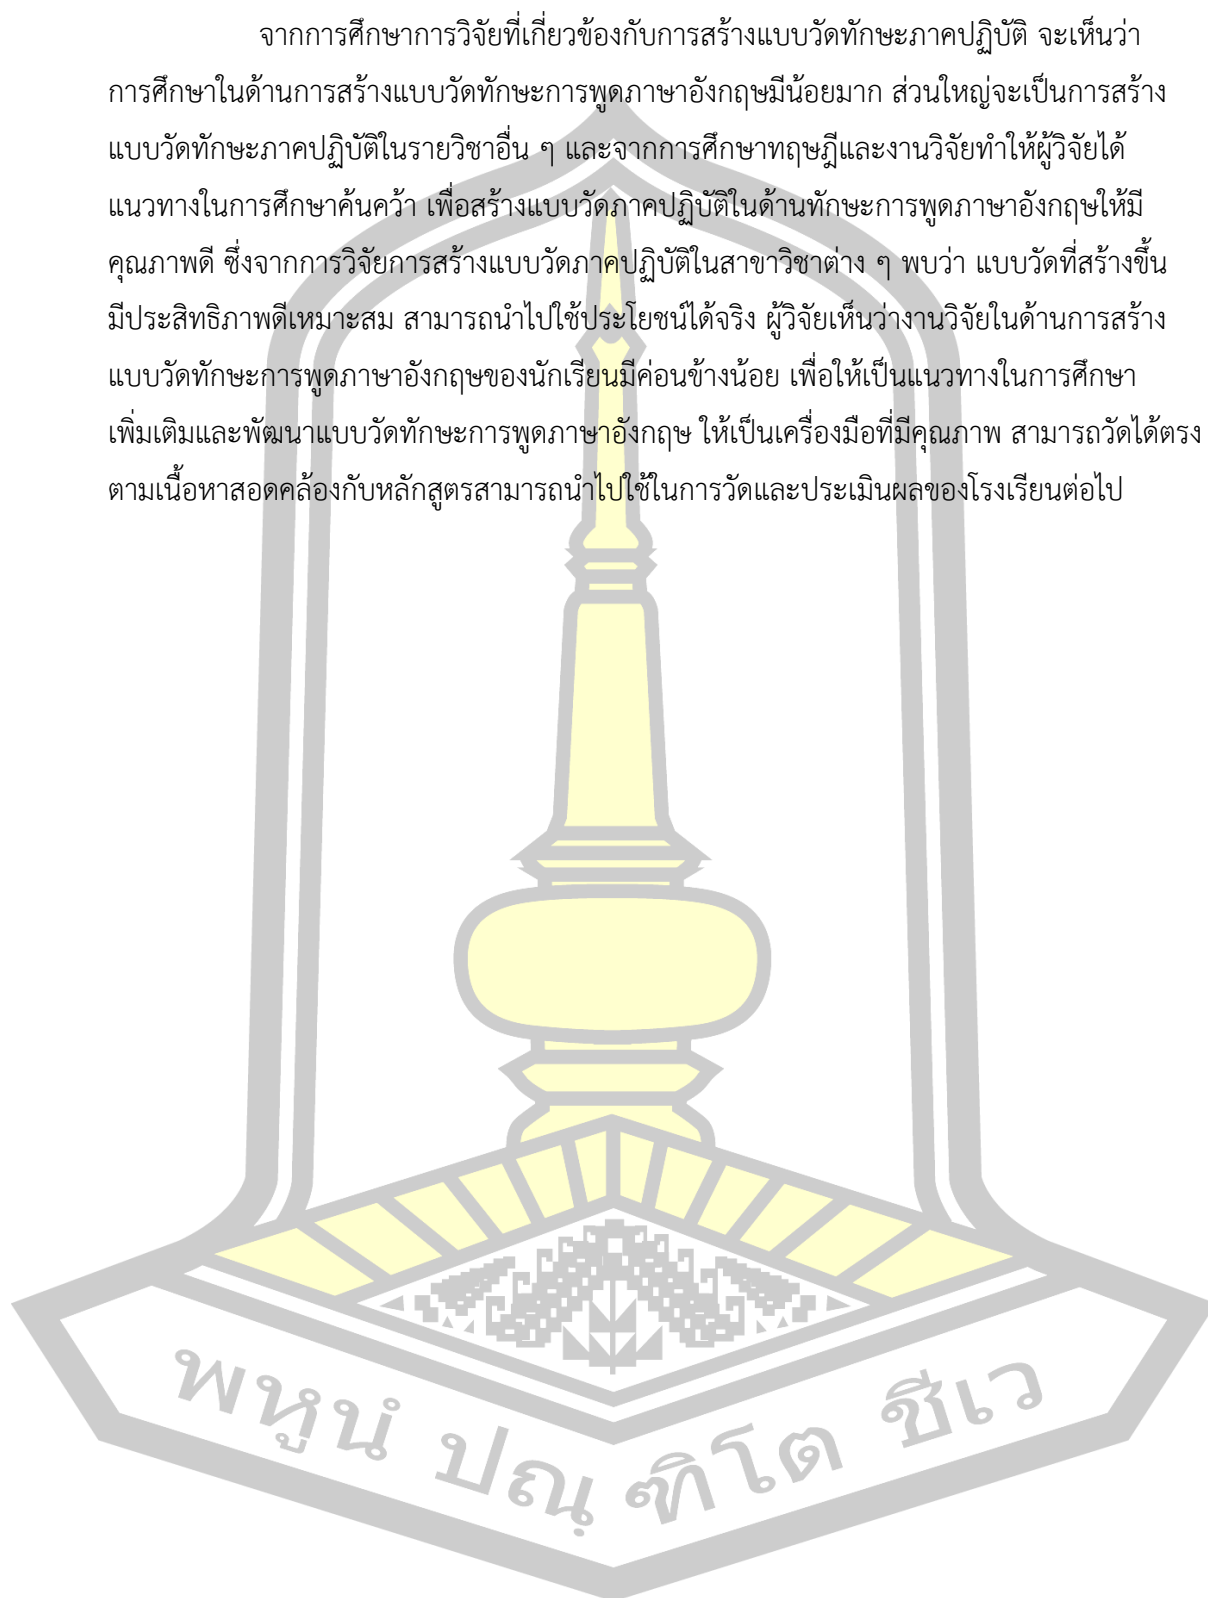 จากการศึกษาการวิจัยที่เกี่ยวข้องกับการสร้างแบบวัดทักษะภาคปฏิบัติ จะเห็นว่า
การศึกษาในด้านการสร้างแบบวัดทักษะการพูดภาษาอังกฤษมีน้อยมาก ส่วนใหญ่จะเป็นการสร้าง
แบบวัดทักษะภาคปฏิบัติในรายวิชาอื่น ๆ และจากการศึกษาทฤษฎีและงานวิจัยทำให้ผู้วิจัยได้
แนวทางในการศึกษาค้นคว้า เพื่อสร้างแบบวัดภาคปฏิบัติในด้านทักษะการพูดภาษาอังกฤษให้มี
คุณภาพดี ซึ่งจากการวิจัยการสร้างแบบวัดภาคปฏิบัติในสาขาวิชาต่าง ๆ พบว่า แบบวัดที่สร้างขึ้น
มีประสิทธิภาพดีเหมาะสม สามารถนำไปใช้ประโยชน์ได้จริง ผู้วิจัยเห็นว่างานวิจัยในด้านการสร้าง
แบบวัดทักษะการพูดภาษาอังกฤษของนักเรียนมีค่อนข้างน้อย เพื่อให้เป็นแนวทางในการศึกษา
เพิ่มเติมและพัฒนาแบบวัดทักษะการพูดภาษาอังกฤษ ให้เป็นเครื่องมือที่มีคุณภาพ สามารถวัดได้ตรง
ตามเนื้อหาสอดคล้องกับหลักสูตรสามารถนำไปใช้ในการวัดและประเมินผลของโรงเรียนต่อไป
พหูนํ ปณฺฑิโต ชีเว